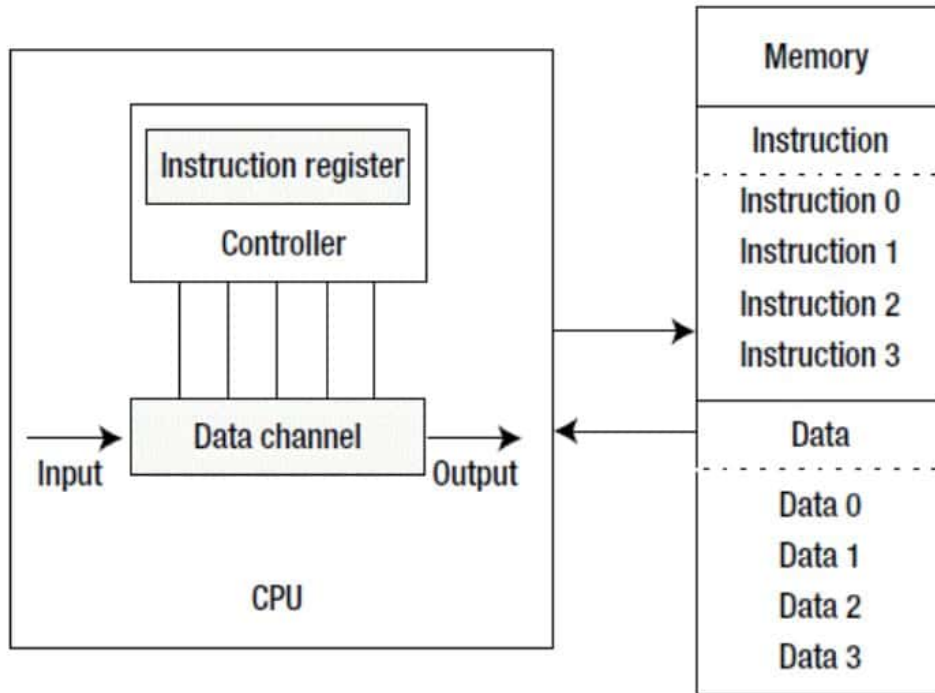 Instruction register
Controller
Data channel
Input
Output
CPU
Memory
Instruction
Instruction 0
Instruction 1
Instruction 2
Instruction 3
Data
Data 0
Data 1
Data 2
Data 3